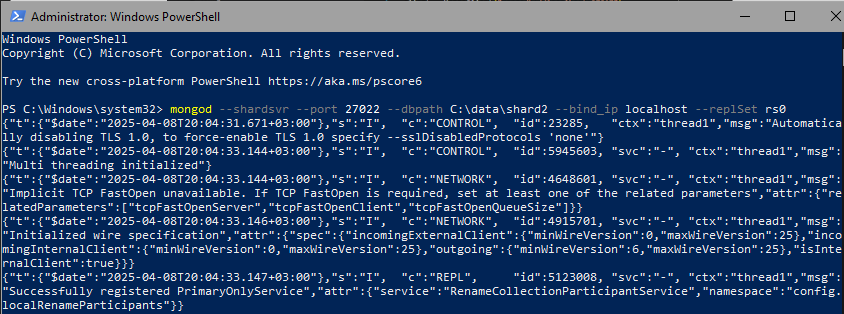 Administrator: Windows PowerShell
Windows PowerShell
Copyright (C) Microsoft Corporation. All rights reserved.
Try the new cross-platform PowerShell https://aka.ms/pscore6
PS C:\Windows\system32> mongod --shardsvr --port 27022 --dbpath C:\data\shard2 --bind_ip localhost --replSet rs0
{"t":{"$date":"2025-04-08T20:04:31.671+03:00"},"s":"I",  "c":"CONTROL",  "id":23285,   "ctx":"thread1","msg":"Automatica
lly disabling TLS 1.0, to force-enable TLS 1.0 specify --sslDisabledProtocols 'none'"}
{"t":{"$date":"2025-04-08T20:04:33.144+03:00"},"s":"I",  "c":"CONTROL",  "id":5945603, "svc":"-", "ctx":"thread1","msg":
"Multi threading initialized"}
{"t":{"$date":"2025-04-08T20:04:33.144+03:00"},"s":"I",  "c":"NETWORK",  "id":4648601, "svc":"-", "ctx":"thread1","msg":
"Implicit TCP FastOpen unavailable. If TCP FastOpen is required, set at least one of the related parameters","attr":{"re
latedParameters":["tcpFastOpenServer","tcpFastOpenClient","tcpFastOpenQueueSize"]}}
{"t":{"$date":"2025-04-08T20:04:33.146+03:00"},"s":"I",  "c":"NETWORK",  "id":4915701, "svc":"-", "ctx":"thread1","msg":
"Initialized wire specification","attr":{"spec":{"incomingExternalClient":{"minWireVersion":0,"maxWireVersion":25},"inco
mingInternalClient":{"minWireVersion":0,"maxWireVersion":25},"outgoing":{"minWireVersion":6,"maxWireVersion":25},"isInte
rnalClient":true}}}
{"t":{"$date":"2025-04-08T20:04:33.147+03:00"},"s":"I",  "c":"REPL",     "id":5123008, "svc":"-", "ctx":"thread1","msg":
"Successfully registered PrimaryOnlyService","attr":{"service":"RenameCollectionParticipantService","namespace":"config.
localRenameParticipants"}}